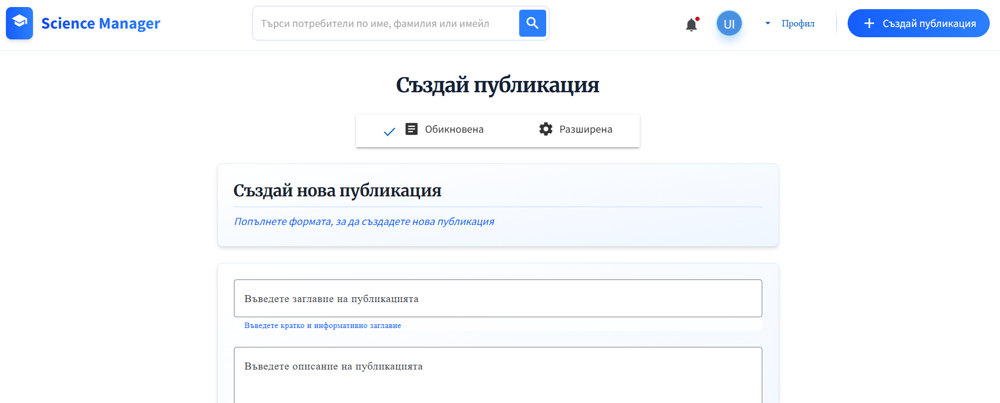 Science Manager
Търси потребители по име, фамилия или имейл
UI
Профил
Създай публикация
Създай публикация
Обикновена
Разширена
Създай нова публикация
Попълнете формата, за да създадете нова публикация
Въведете заглавие на публикацията
Въведете кратко и информативно заглавие
Въведете описание на публикацията